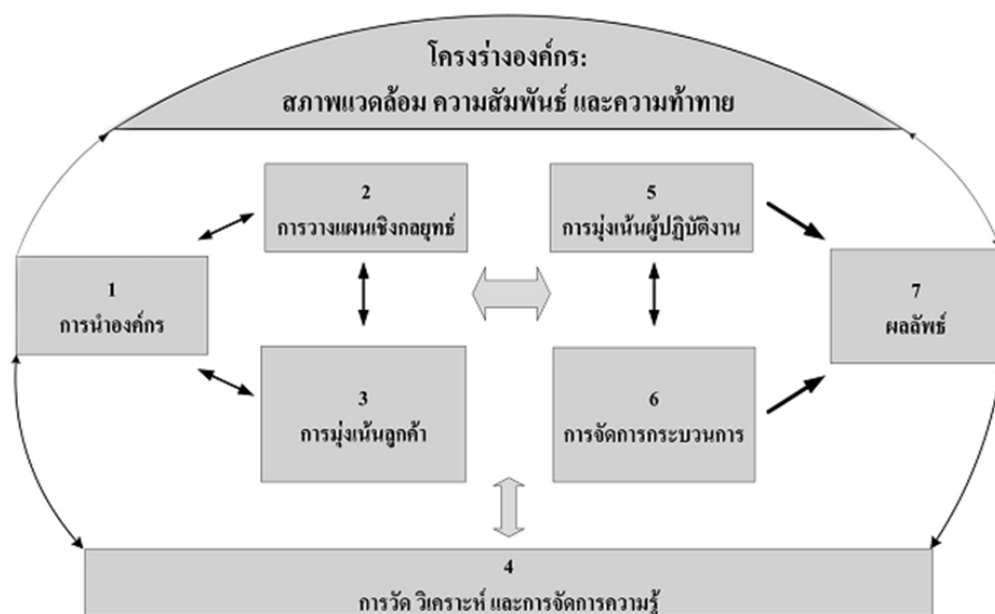 โครงร่างองค์กร:
สภาพแวดล้อม ความสัมพันธ์ และความท้าทาย
2
การวางแผนเชิงกลยุทธ์
5
การมุ่งเน้นผู้ปฏิบัติงาน
1
การนำองค์กร
7
ผลลัพธ์
3
การมุ่งเน้นลูกค้า
6
การจัดการกระบวนการ
4
การวัด วิเคราะห์ และการจัดการความรู้